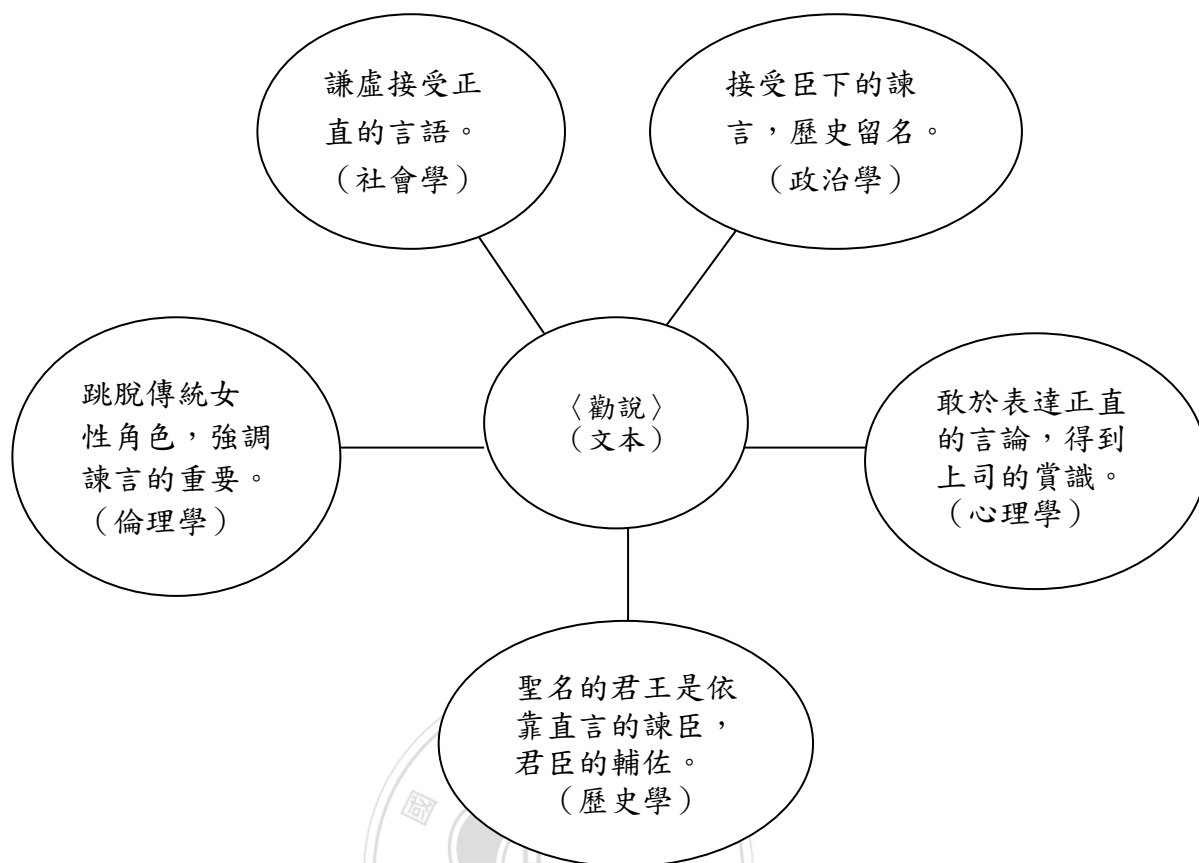 謙虛接受正
直的言語。
（社會學）
接受臣下的諫
言，歷史留名。
（政治學）
跳脫傳統女
性角色，強調
諫言的重要。
（倫理學）
〈勸說〉
（文本）
敢於表達正直
的言論，得到
上司的賞識。
（心理學）
聖名的君王是依
靠直言的諫臣，
君臣的輔佐。
（歷史學）
國